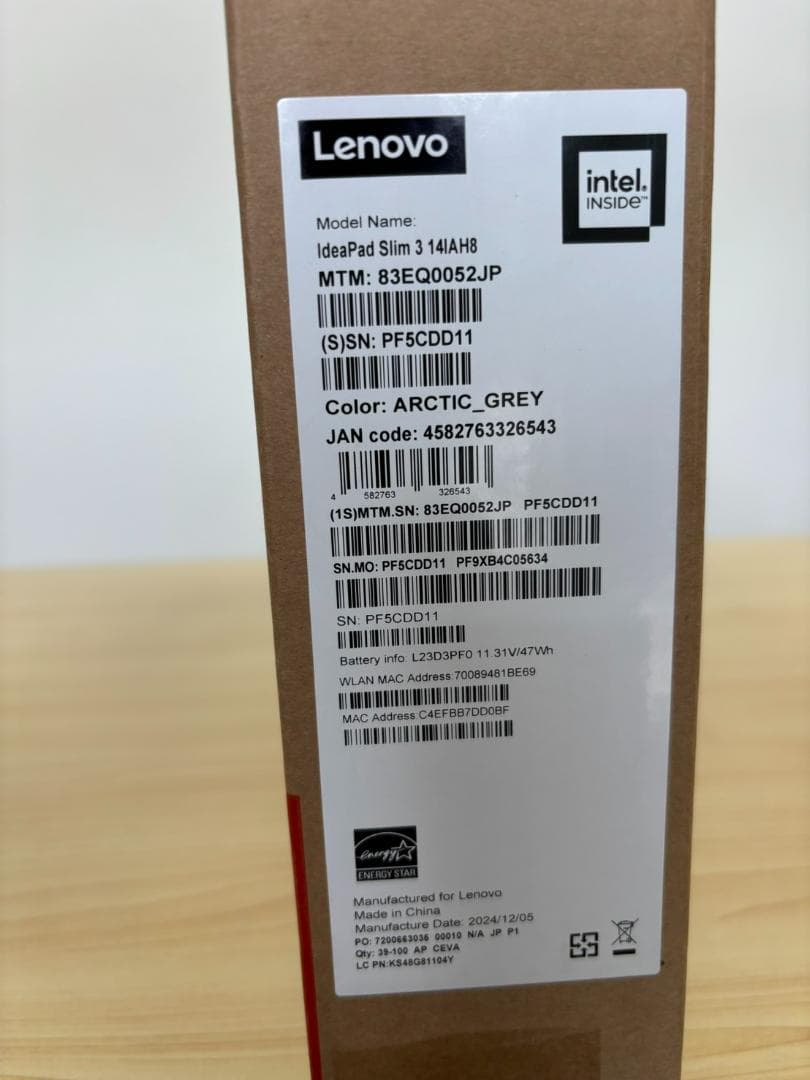 Lenovo
intel.
INSIDE™
Model Name:
IdeaPad Slim 3 14IAH8
MTM: 83EQ0052JP
(S)SN: PF5CDD11
Color: ARCTIC_GREY
JAN code: 4582763326543
4 582763 326543
(1S)MTM.SN: 83EQ0052JP PF5CDD11
SN.MO: PF5CDD11 PF9XB4C05634
SN: PF5CDD11
Battery info: L23D3PF0 11.31V/47Wh
WLAN MAC Address:70089481BE69
MAC Address:C4EFBB7DD0BF
energy
ENERGY STAR
Manufactured for Lenovo
Made in China
Manufacture Date: 2024/12/05
PO: 7200663036 00010 N/A JP P1
Qty: 39-100 AP CEVA
LC PN:KS48G81104Y